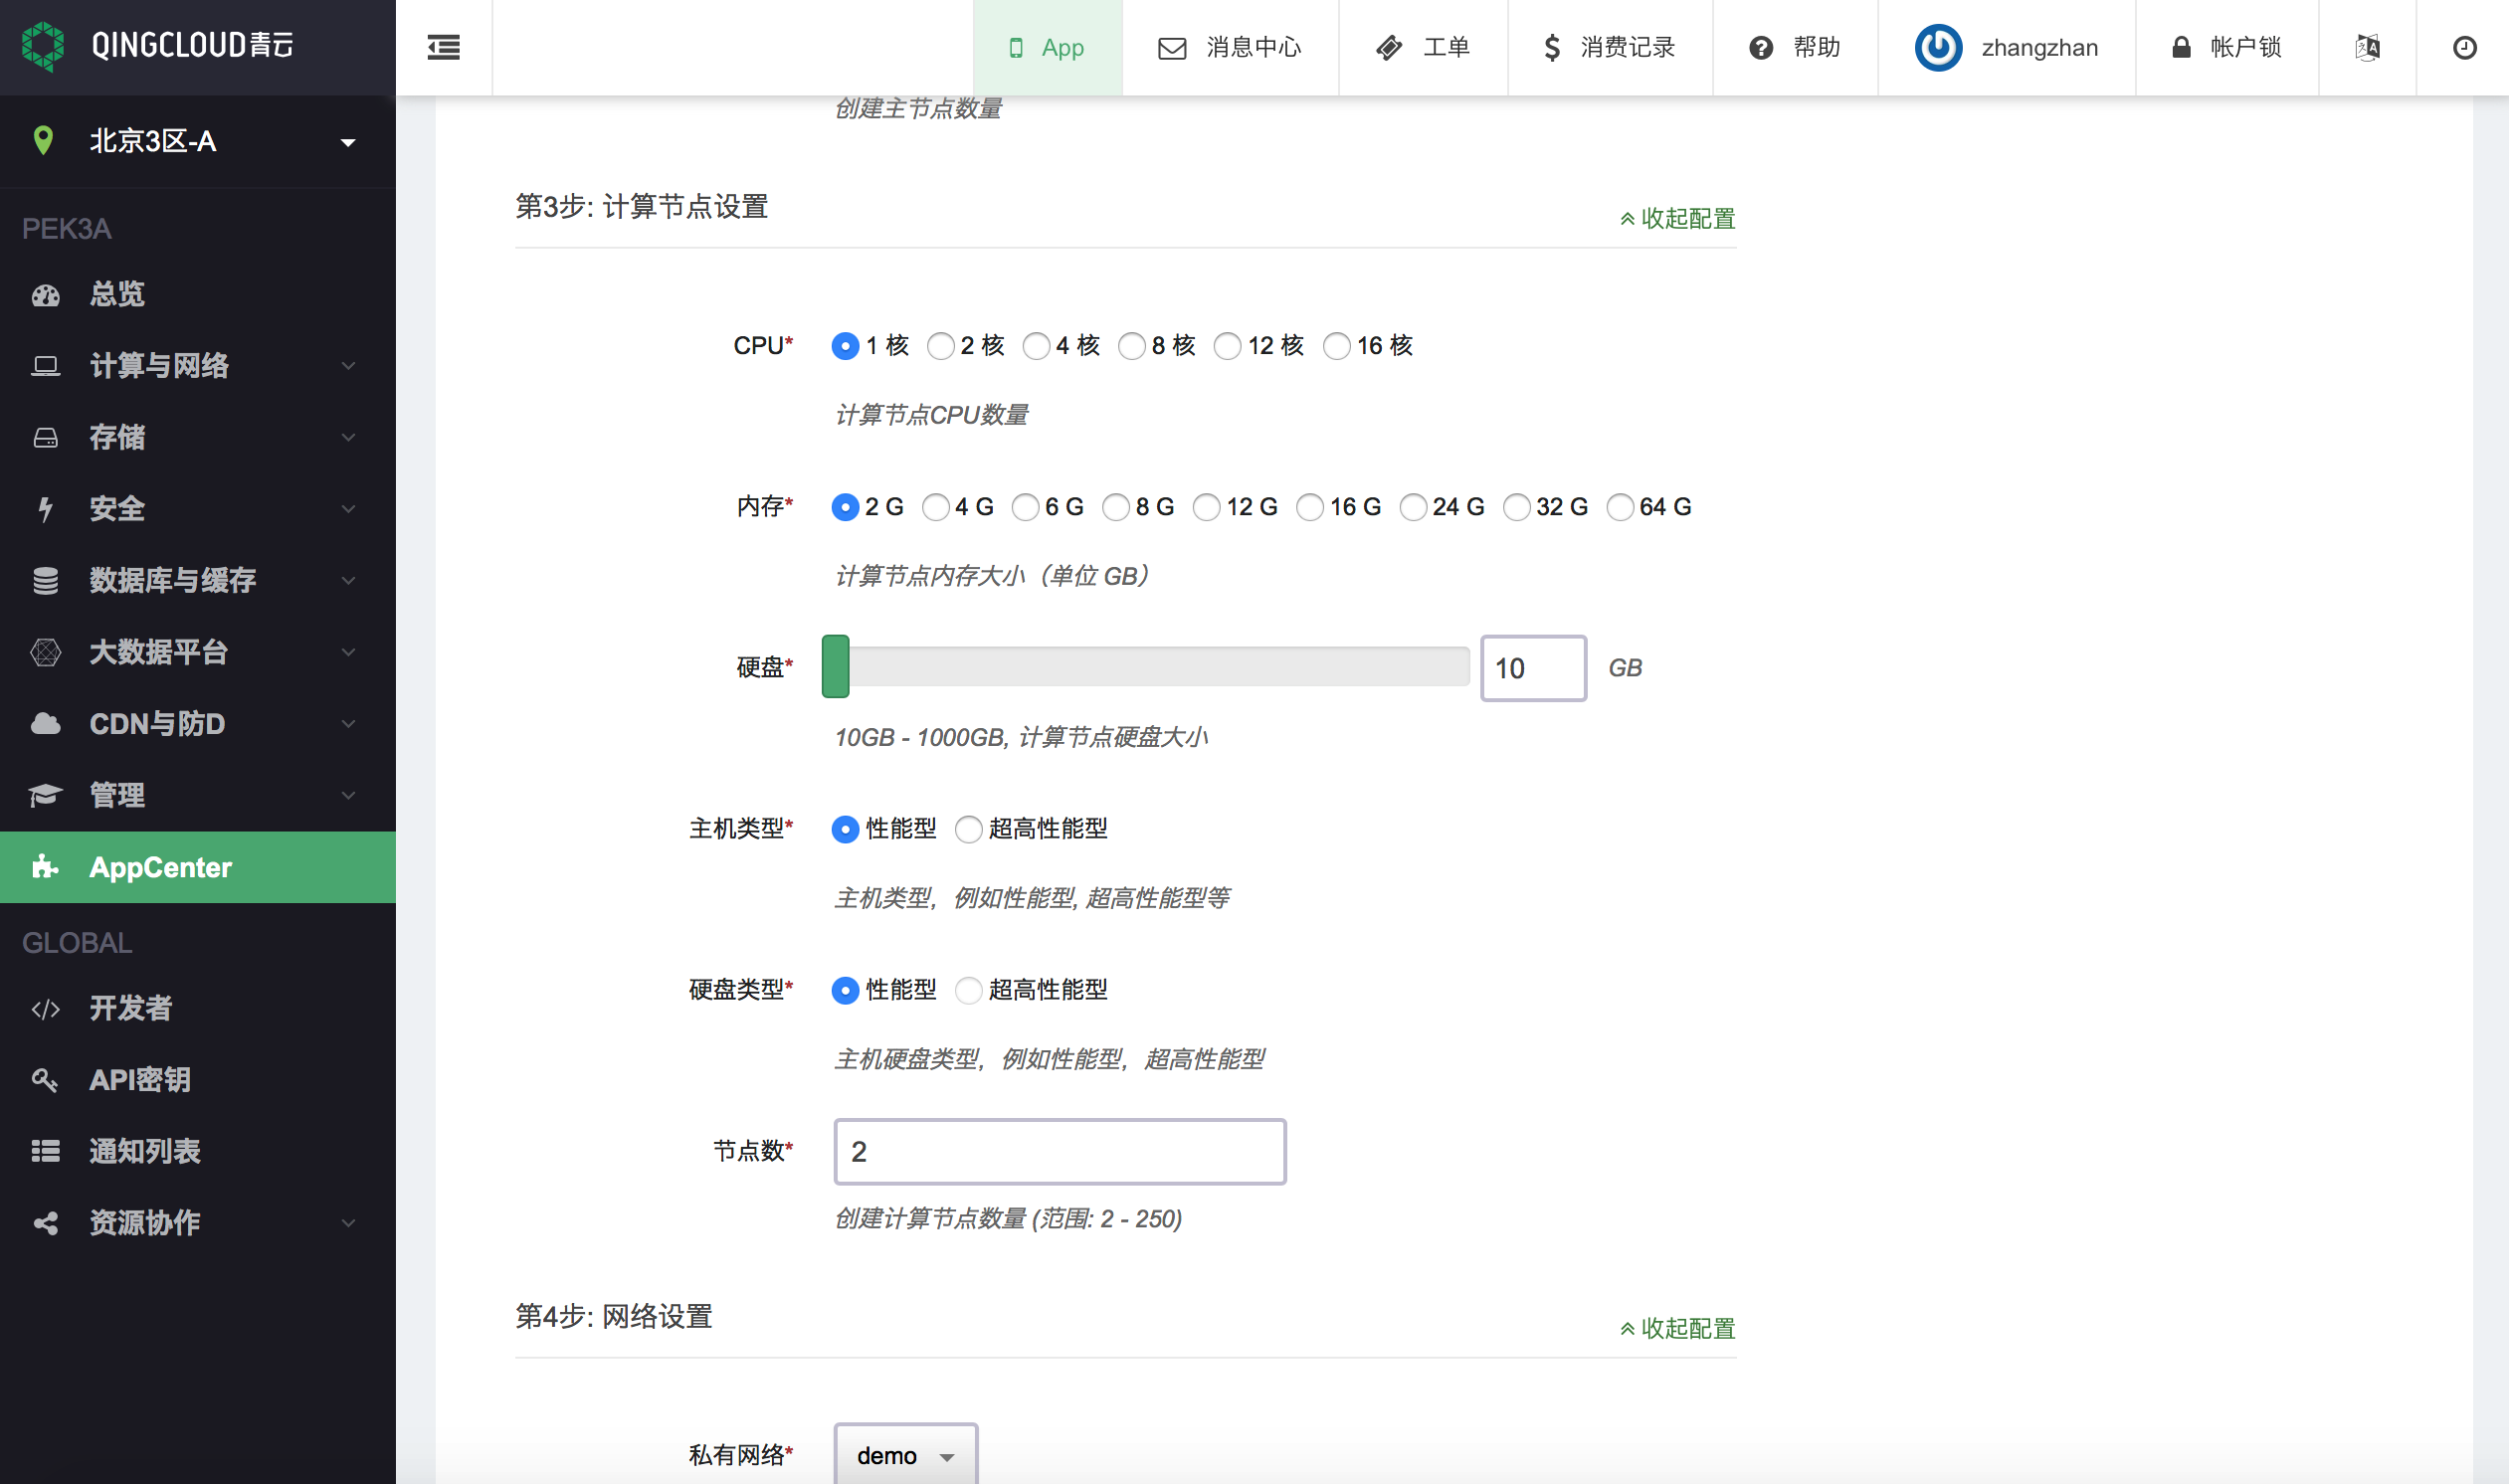 QINGCLOUD青云
App
消息中心
工单
消费记录
帮助
zhangzhan
帐户锁
北京3区-A
PEK3A
总览
计算与网络
存储
安全
数据库与缓存
大数据平台
CDN与防D
管理
AppCenter
GLOBAL
开发者
API密钥
通知列表
资源协作
创建主节点数量
第3步: 计算节点设置
收起配置
CPU* 1 核 2 核 4 核 8 核 12 核 16 核
计算节点CPU数量
内存* 2 G 4 G 6 G 8 G 12 G 16 G 24 G 32 G 64 G
计算节点内存大小（单位 GB）
硬盘* 10 GB
10GB - 1000GB, 计算节点硬盘大小
主机类型* 性能型 超高性能型
主机类型，例如性能型, 超高性能型等
硬盘类型* 性能型 超高性能型
主机硬盘类型，例如性能型，超高性能型
节点数* 2
创建计算节点数量 (范围: 2 - 250)
第4步: 网络设置
收起配置
私有网络* demo